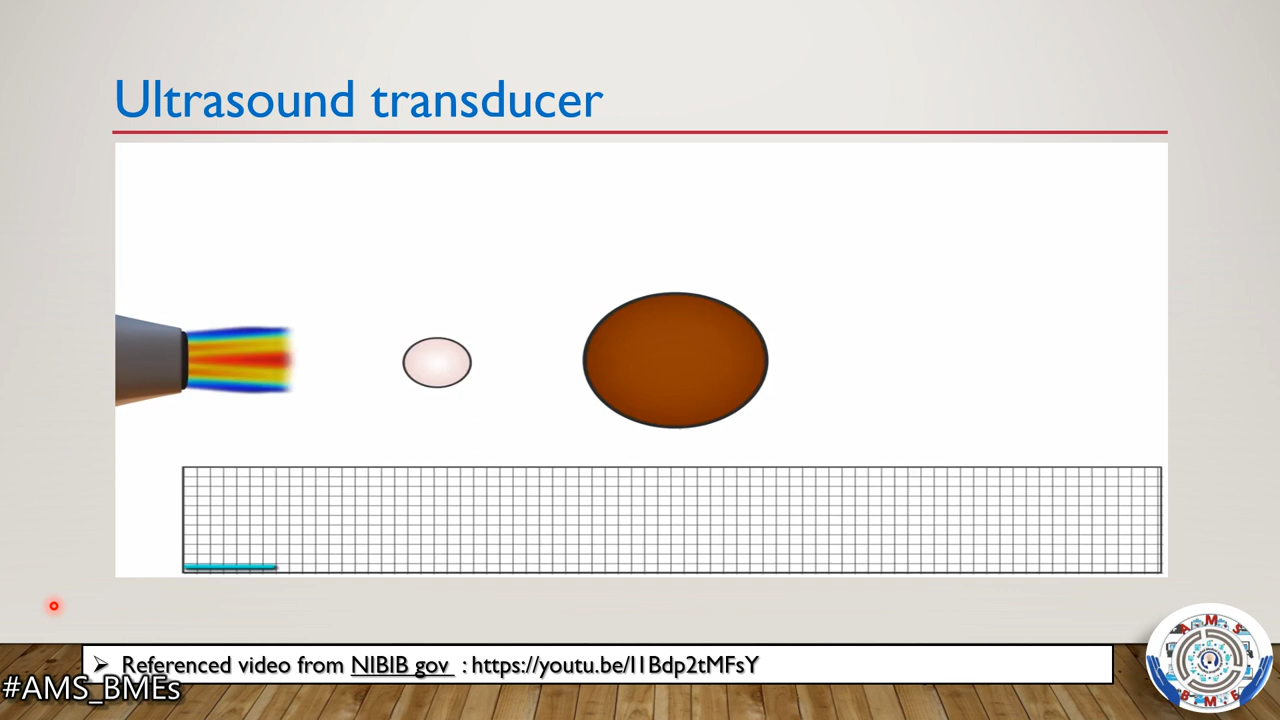 Ultrasound transducer
➢ Referenced video from NIBIB gov : https://youtu.be/I1Bdp2tMFsY
#AMS_BMEs
A M S
B M E